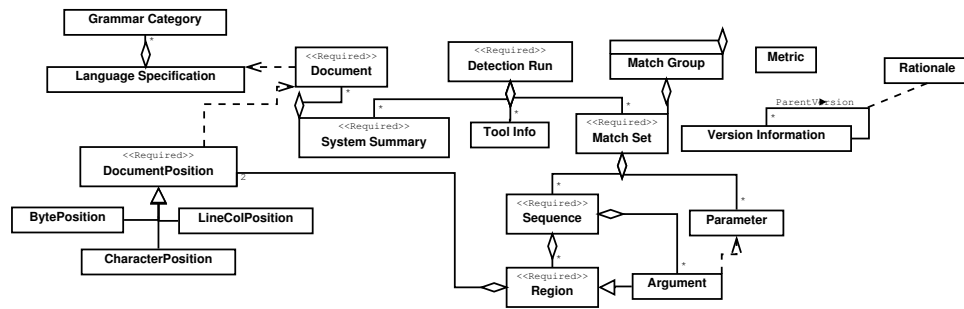 Grammar Category
*
Language Specification
<<Required>>
Document
*
<<Required>>
Detection Run
Match Group
Metric
Rationale
*
*
*
<<Required>>
System Summary
Tool Info
<<Required>>
Match Set
ParentVersion
*
Version Information
<<Required>>
DocumentPosition
2
*
*
BytePosition
LineColPosition
<<Required>>
Sequence
Parameter
CharacterPosition
*
*
<<Required>>
Region
Argument